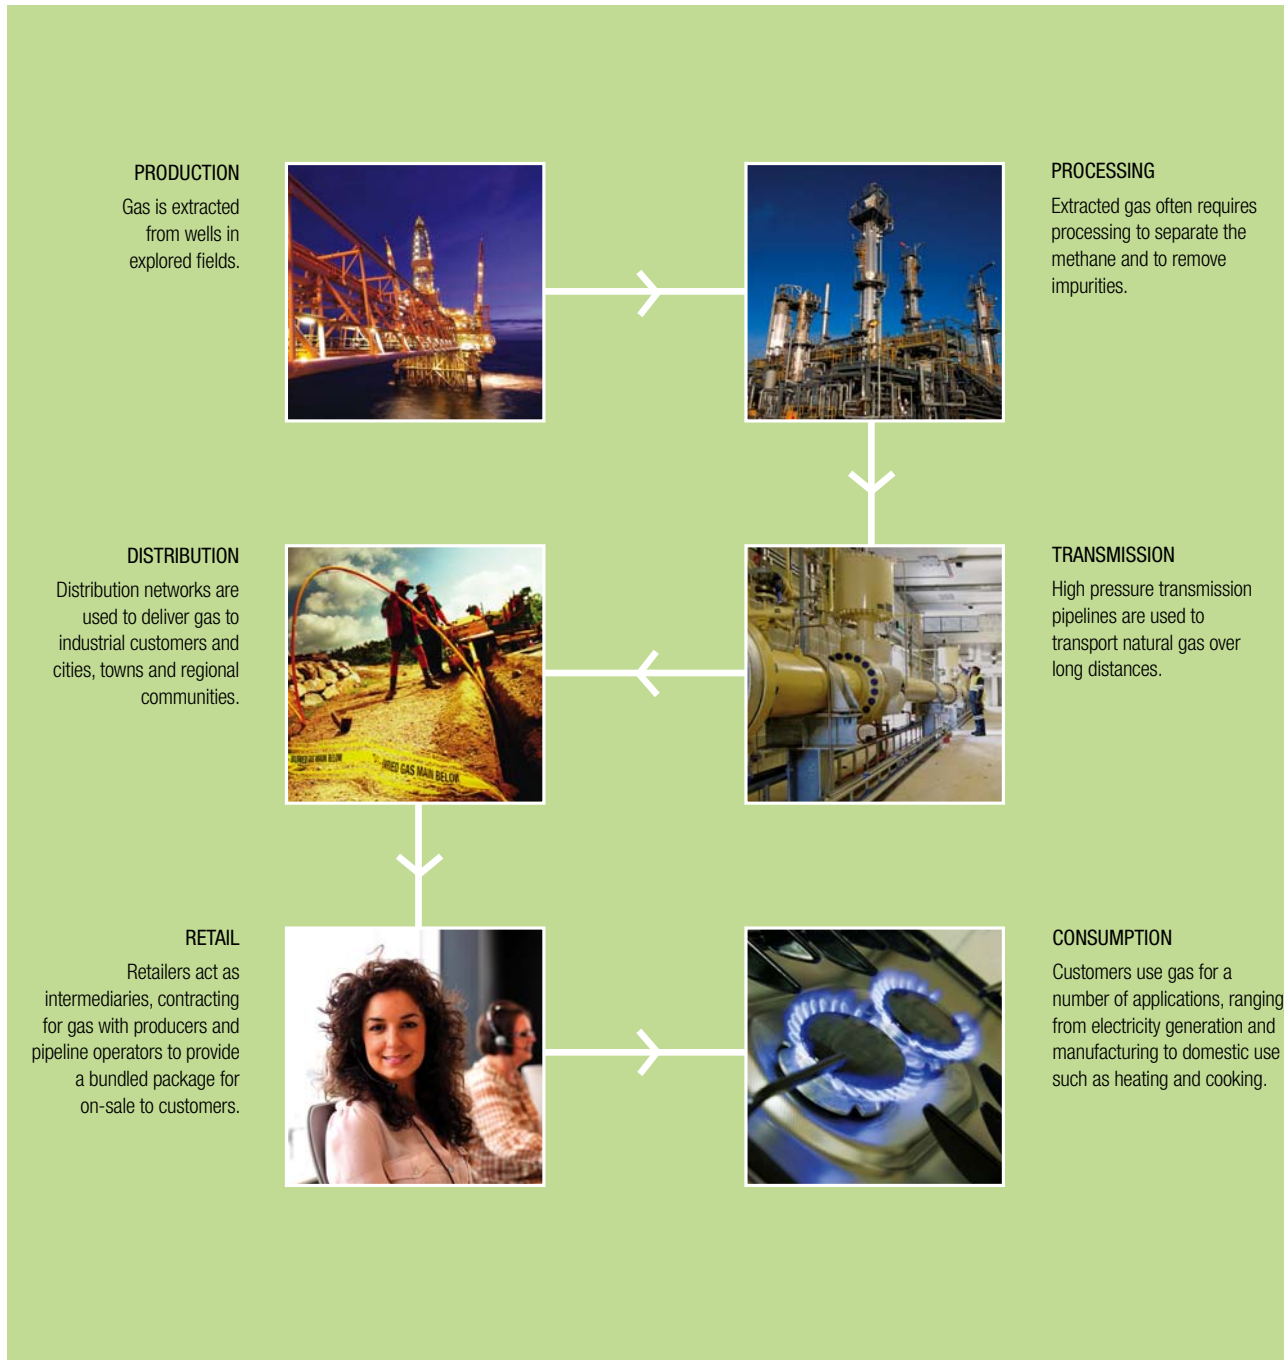 PRODUCTION
Gas is extracted
from wells in
explored fields.
PROCESSING
Extracted gas often requires
processing to separate the
methane and to remove
impurities.
DISTRIBUTION
Distribution networks are
used to deliver gas to
industrial customers and
cities, towns and regional
communities.
BURIED GAS MAIN BELOW
BURIED GAS MAIN BELOW
TRANSMISSION
High pressure transmission
pipelines are used to
transport natural gas over
long distances.
RETAIL
Retailers act as
intermediaries, contracting
for gas with producers and
pipeline operators to provide
a bundled package for
on-sale to customers.
CONSUMPTION
Customers use gas for a
number of applications, ranging
from electricity generation and
manufacturing to domestic use
such as heating and cooking.